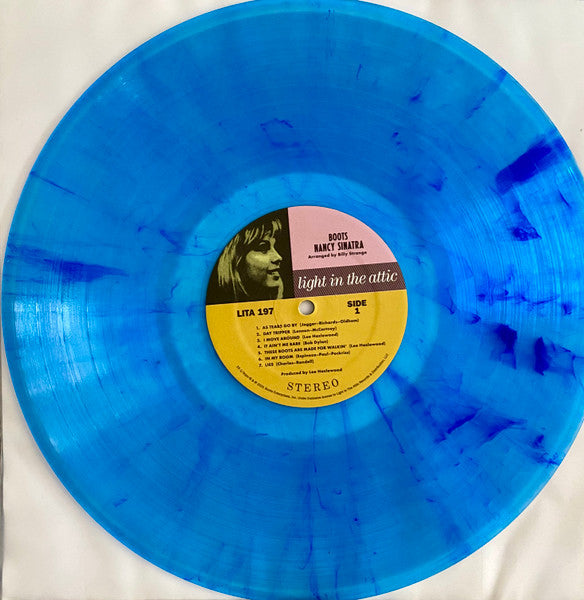 BOOTS
NANCY SINATRA
Arranged by Billy Strange
light in the attic
LITA 197
SIDE
1
1. AS TEARS GO BY (Jagger-Richards-Oldham)
2. DAY TRIPPER (Lennon-McCartney)
3. I MOVE AROUND (Lee Hazlewood)
4. IT AIN'T ME BABE (Bob Dylan)
5. THESE BOOTS ARE MADE FOR WALKIN' (Lee Hazlewood)
6. IN MY ROOM (Espinosa-Paul-Pockriss)
7. LIES (Charles-Randell)
Produced by Lee Hazlewood
STEREO